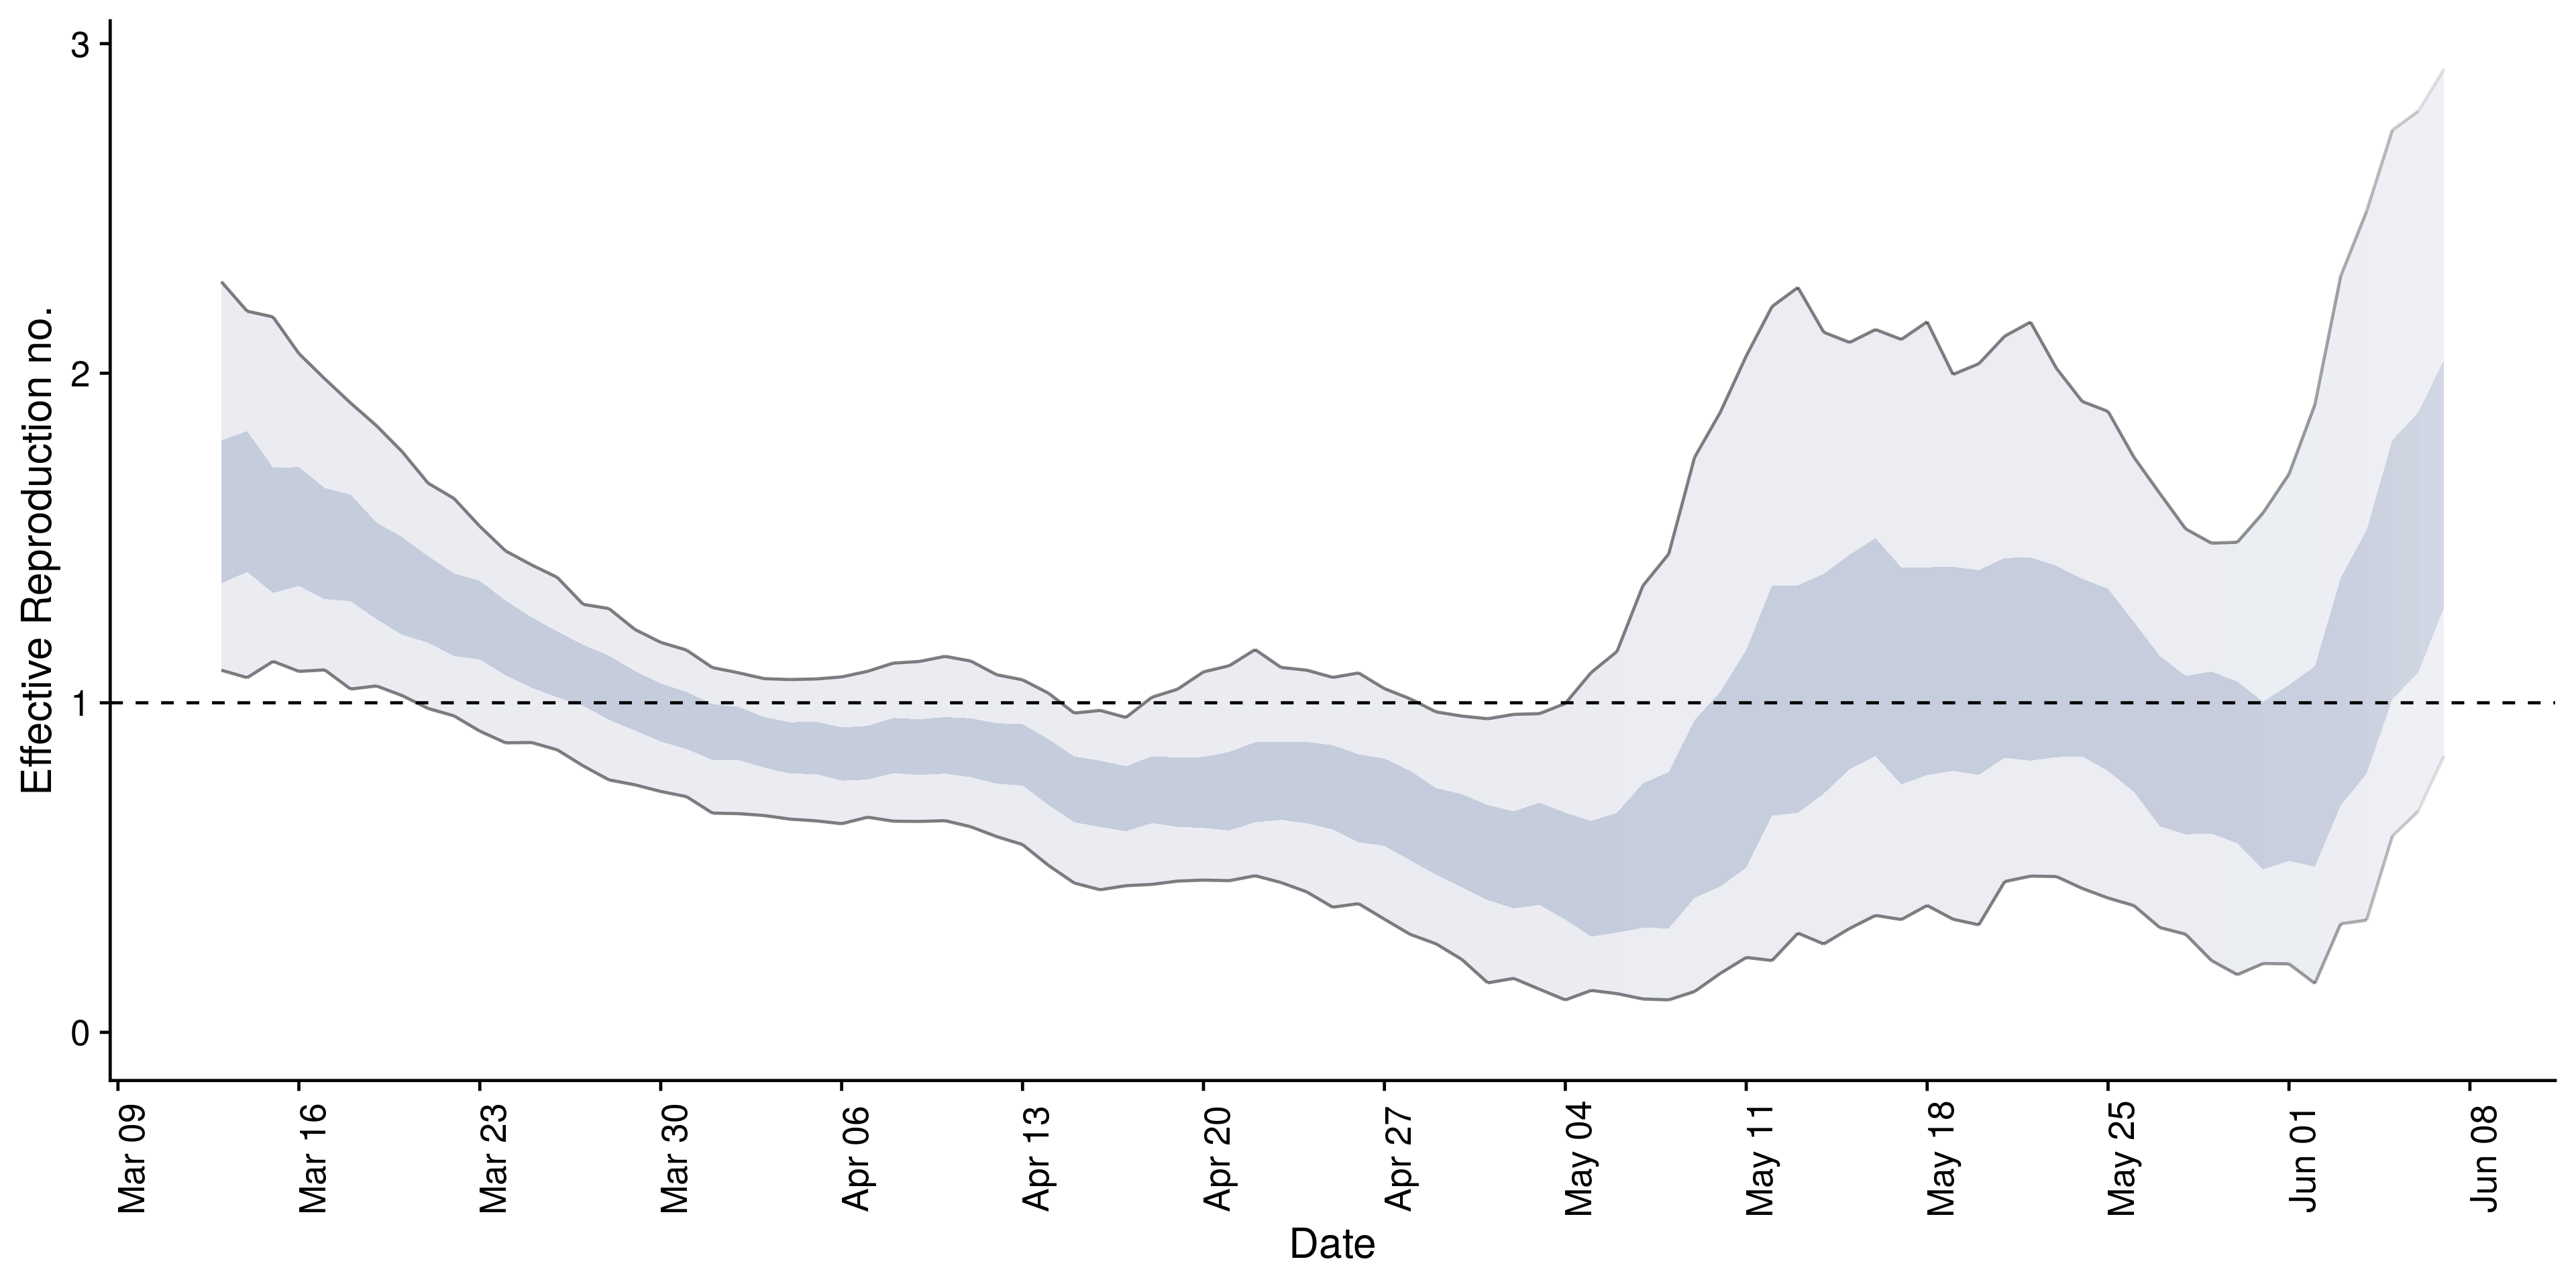 Effective Reproduction no.
3
2
1
0
Mar 09
Mar 16
Mar 23
Mar 30
Apr 06
Apr 13
Apr 20
Apr 27
May 04
May 11
May 18
May 25
Jun 01
Jun 08
Date